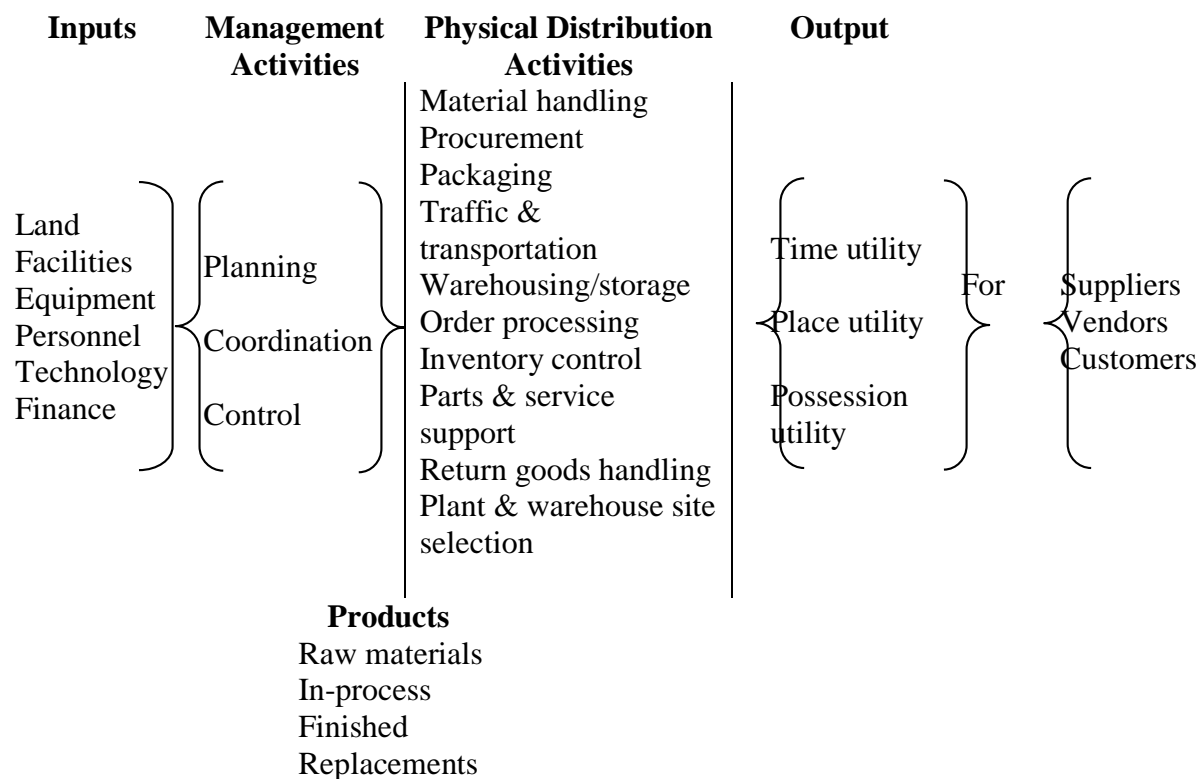 Inputs
Management
Activities
Physical Distribution
Activities
Output
Land
Facilities
Equipment
Personnel
Technology
Finance
Planning
Coordination
Control
Material handling
Procurement
Packaging
Traffic &
transportation
Warehousing/storage
Order processing
Inventory control
Parts & service
support
Return goods handling
Plant & warehouse site
selection
Time utility
Place utility
Possession
utility
For
Suppliers
Vendors
Customers
Products
Raw materials
In-process
Finished
Replacements